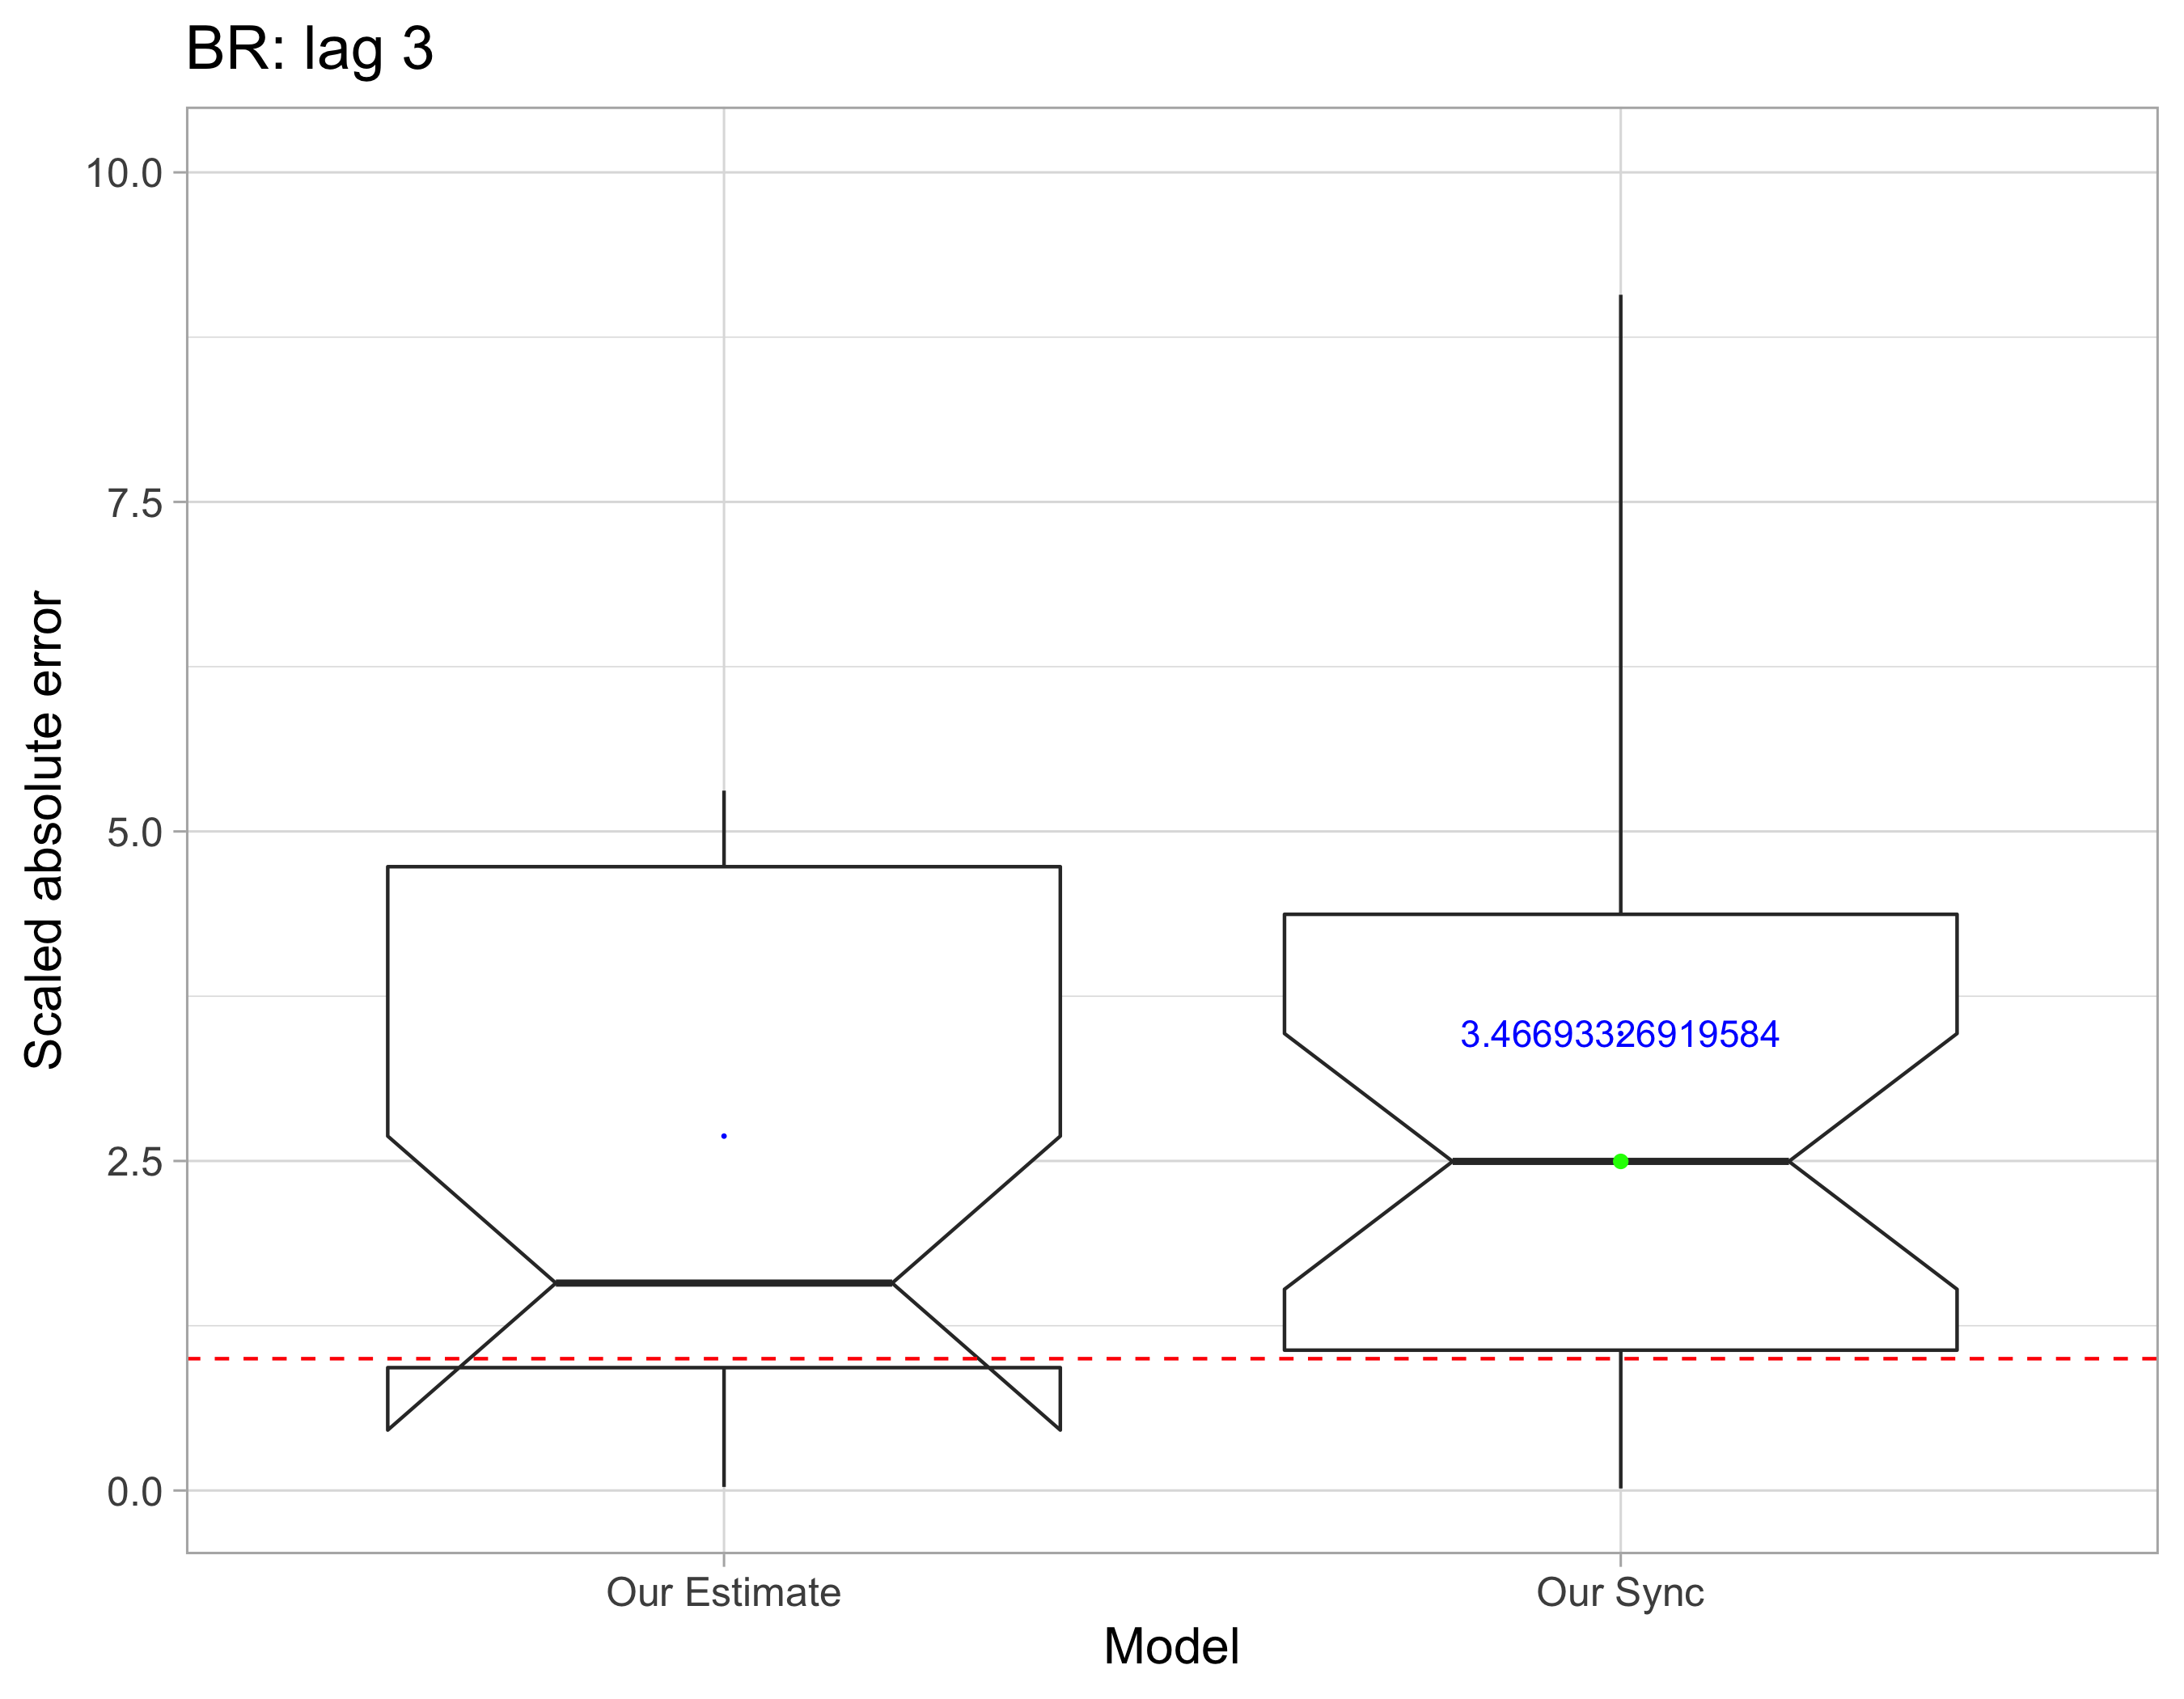 BR: lag 3
Scaled absolute error
10.0
7.5
5.0
2.5
0.0
3.46693326919584
Our Estimate
Our Sync
Model